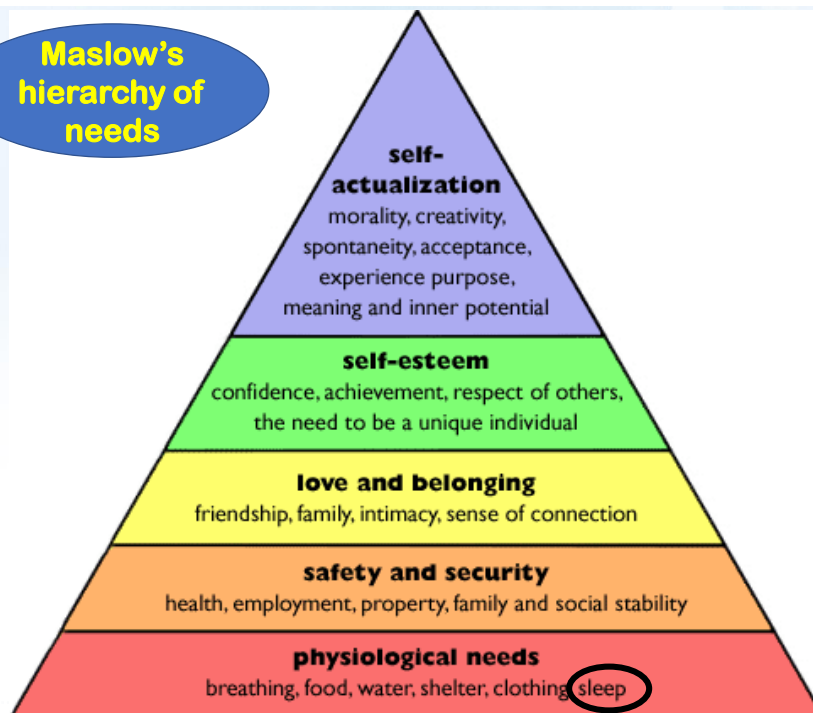 Maslow's
hierarchy of
needs
self-
actualization
morality, creativity,
spontaneity, acceptance,
experience purpose,
meaning and inner potential
self-esteem
confidence, achievement, respect of others,
the need to be a unique individual
love and belonging
friendship, family, intimacy, sense of connection
safety and security
health, employment, property, family and social stability
physiological needs
breathing, food, water, shelter, clothing sleep